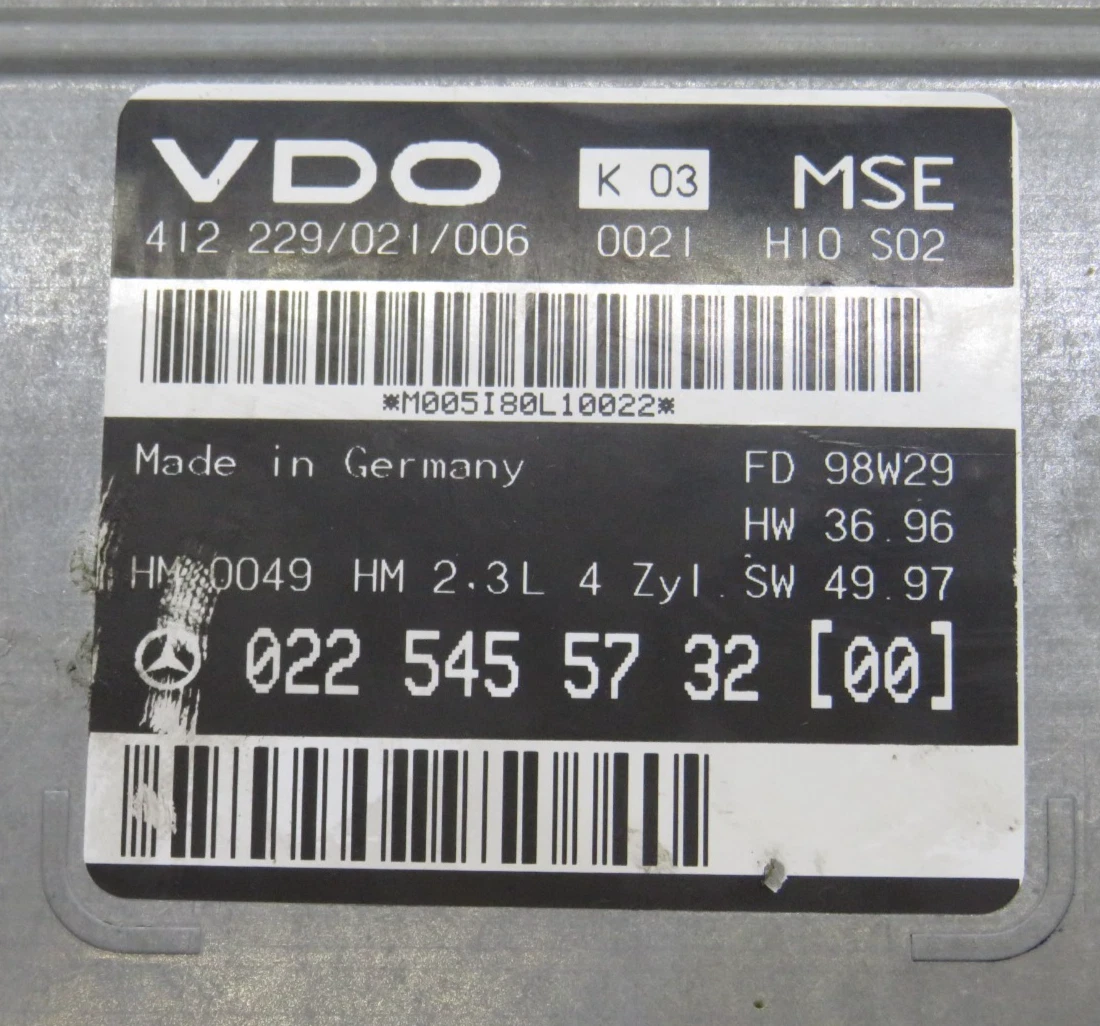 VDO K 03 MSE
412 229/021/006 0021 H10 S02
*M005I80L10022*
Made in Germany FD 98W29
HW 36.96
HM 0049 HM 2.3L 4 Zyl. SW 49.97
022 545 57 32 [00]